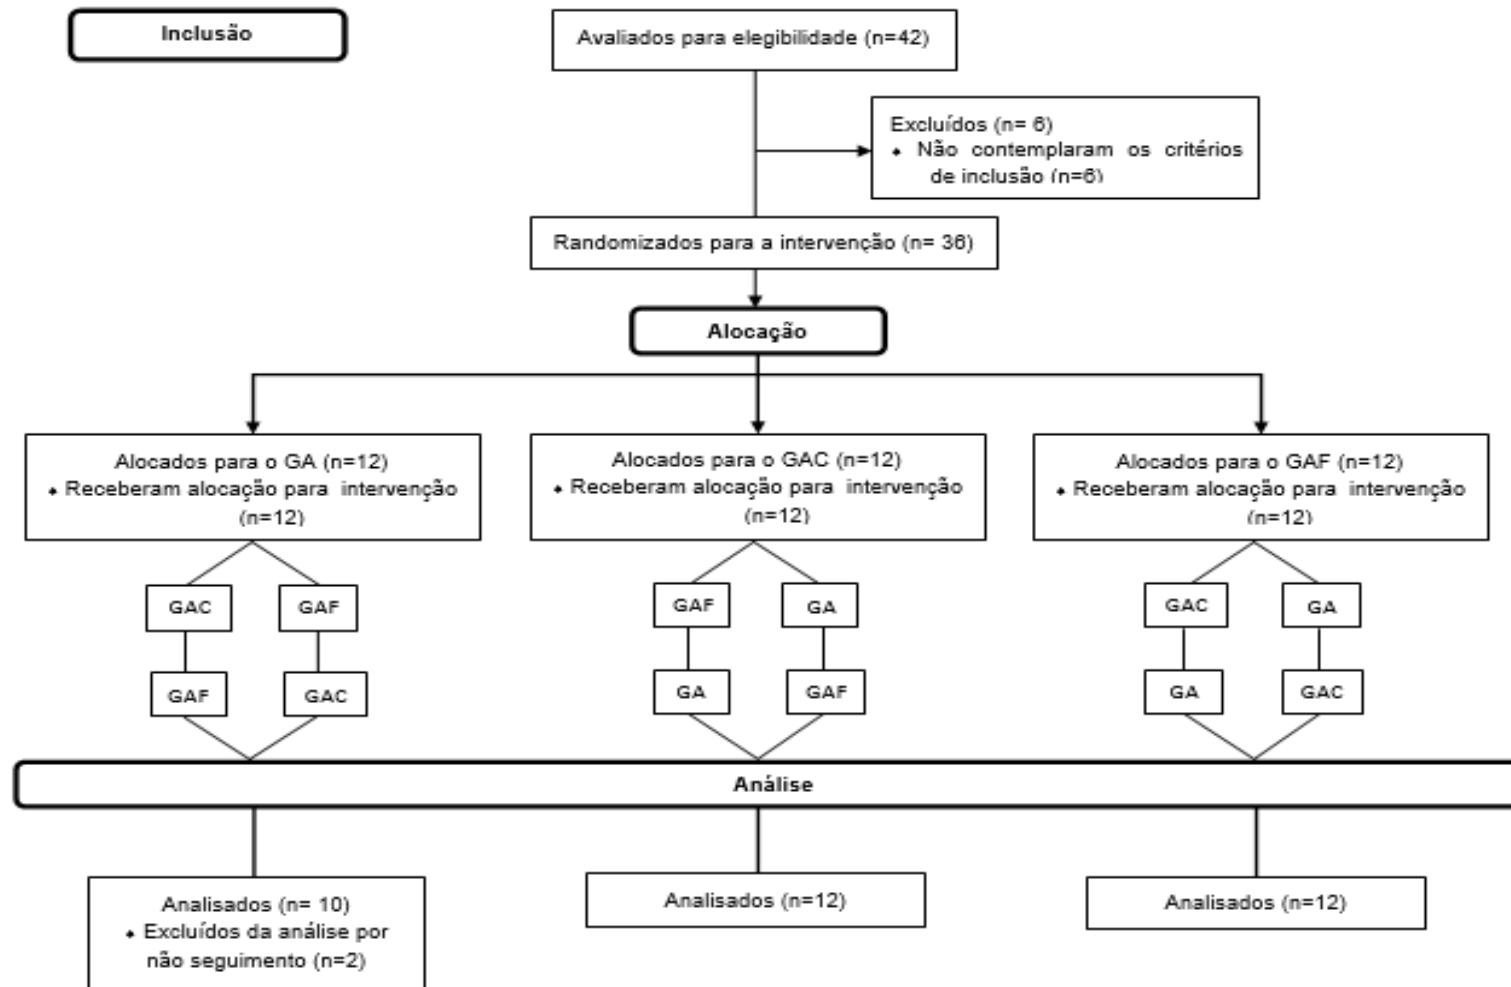 Inclusão
Avaliados para elegibilidade (n=42)
Excluídos (n= 6)
• Não contemplaram os critérios
de inclusão (n=6)
Randomizados para a intervenção (n= 36)
Alocação
Alocados para o GA (n=12)
• Receberam alocação para intervenção
(n=12)
Alocados para o GAC (n=12)
• Receberam alocação para intervenção
(n=12)
Alocados para o GAF (n=12)
• Receberam alocação para intervenção
(n=12)
GAC
GAF
GAF
GA
GAC
GA
GAF
GAC
GA
GAF
GA
GAC
Análise
Analisados (n= 10)
• Excluídos da análise por
não seguimento (n=2)
Analisados (n=12)
Analisados (n=12)